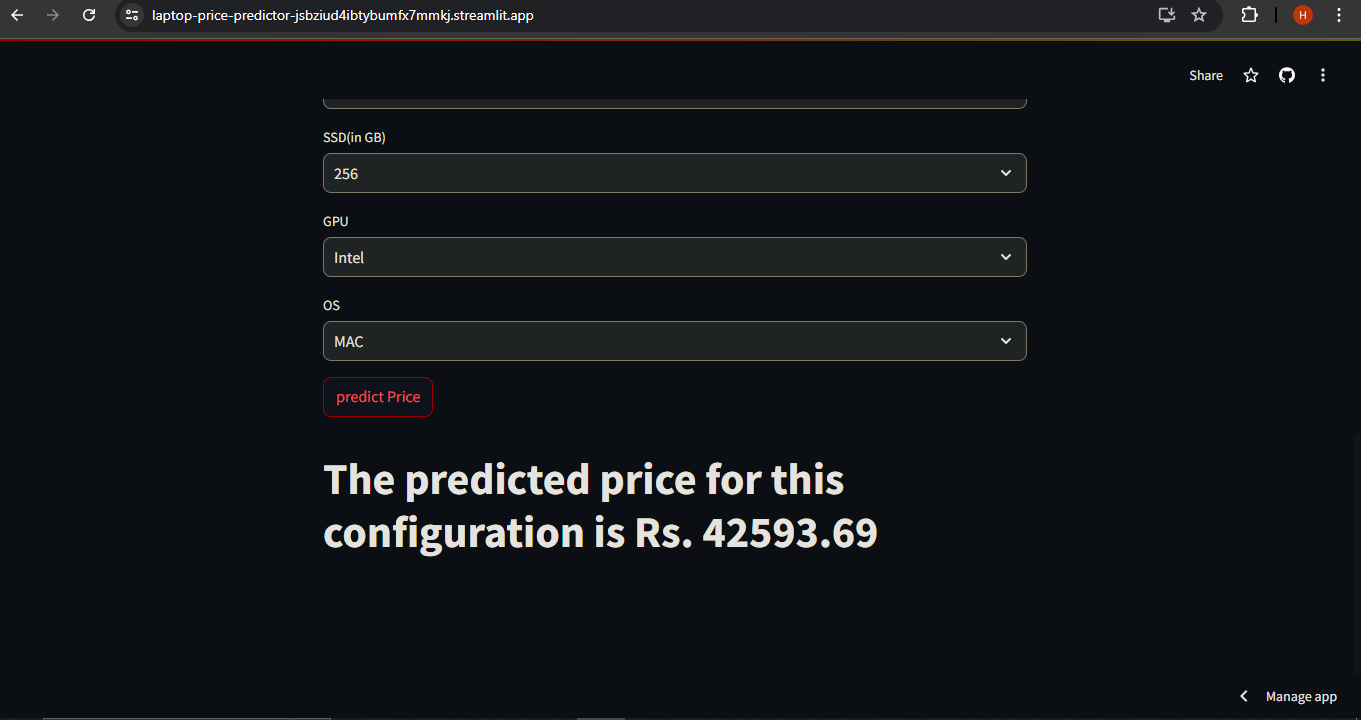 laptop-price-predictor-jsbziud4ibtybumfx7mmkj.streamlit.app
H
Share
SSD(in GB)
256
GPU
Intel
OS
MAC
predict Price
The predicted price for this
configuration is Rs. 42593.69
Manage app